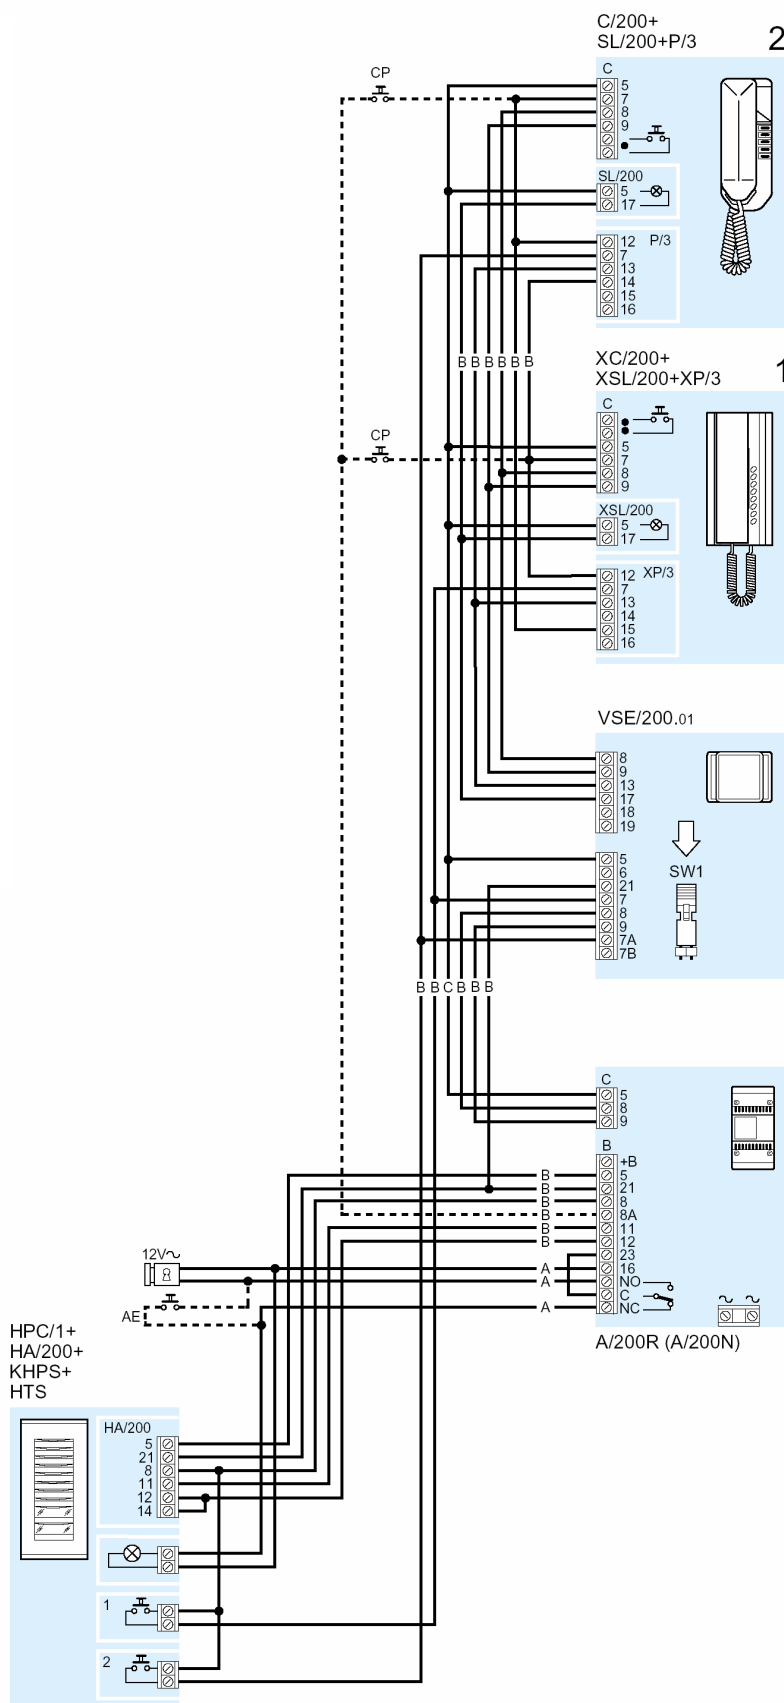 C/200+
SL/200+P/3
2
CP
C
5
7
8
9
SL/200
5
17
12 P/3
7
13
14
15
16
B B B B B B
XC/200+
XSL/200+XP/3
1
C
CP
5
7
8
9
XSL/200
5
17
12 XP/3
7
13
14
15
16
VSE/200.01
8
9
13
17
18
19
5
6
21
7
8
9
7A
7B
SW1
B B C B B B
C
5
8
9
B
+B
B 5
B 21
B 8
B 8A
B 11
B 12
23
12V~
A 16
A NO
C
A NC
~ ~
AE
A/200R (A/200N)
HPC/1+
HA/200+
KHPS+
HTS
HA/200
5
21
8
11
12
14
1
2